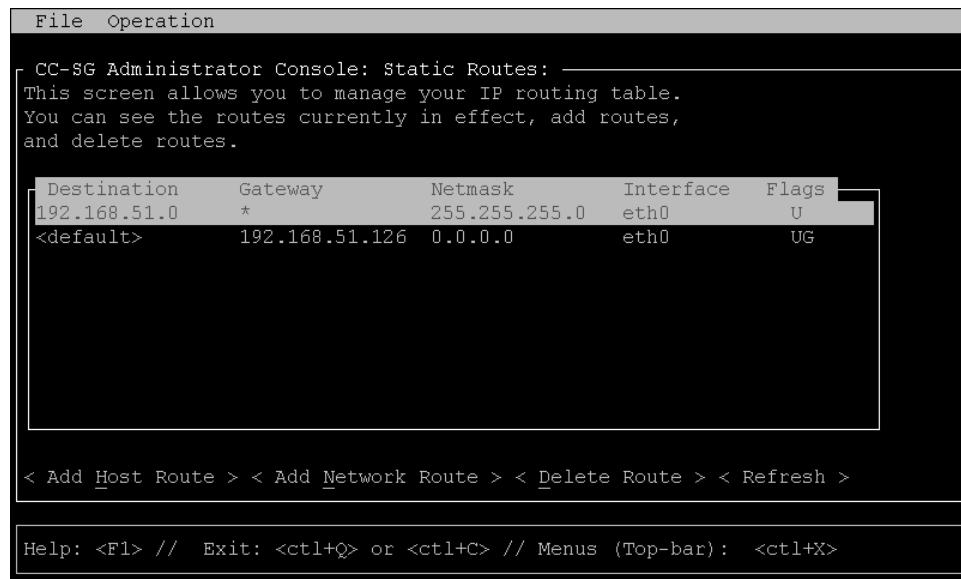 File Operation
CC-SG Administrator Console: Static Routes:
This screen allows you to manage your IP routing table.
You can see the routes currently in effect, add routes,
and delete routes.
Destination Gateway Netmask Interface Flags
192.168.51.0 * 255.255.255.0 eth0 U
<default> 192.168.51.126 0.0.0.0 eth0 UG
< Add Host Route > < Add Network Route > < Delete Route > < Refresh >
Help: <F1> // Exit: <ctl+Q> or <ctl+C> // Menus (Top-bar): <ctl+X>